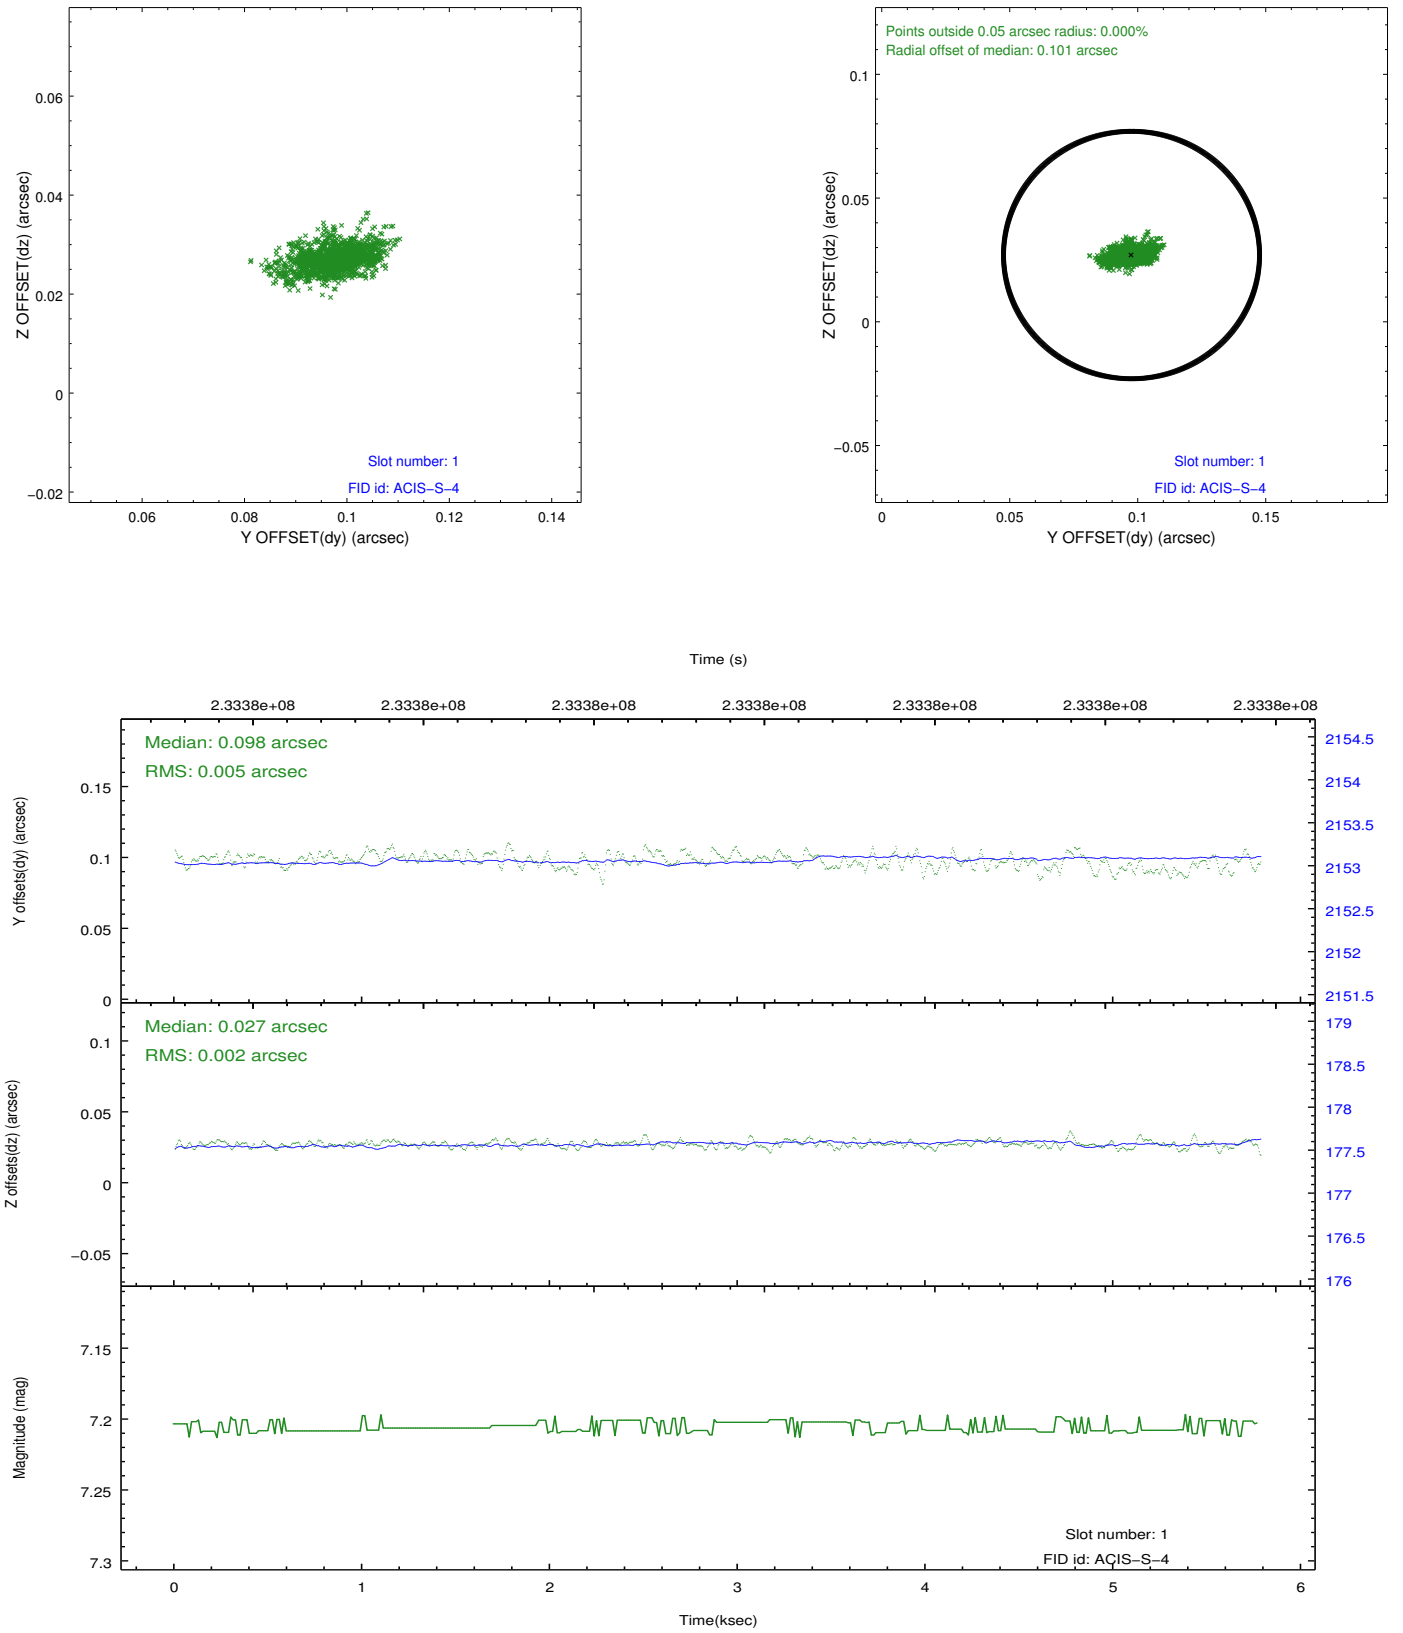 0.06
0.04
0.02
0
−0.02
Z OFFSET(dz) (arcsec)
Slot number: 1
FID id: ACIS−S−4
0.06 0.08 0.1 0.12 0.14
Y OFFSET(dy) (arcsec)
Points outside 0.05 arcsec radius: 0.000%
Radial offset of median: 0.101 arcsec
0.1
0.05
0
−0.05
Z OFFSET(dz) (arcsec)
Slot number: 1
FID id: ACIS−S−4
0 0.05 0.1 0.15
Y OFFSET(dy) (arcsec)
Time (s)
2.3338e+08 2.3338e+08 2.3338e+08 2.3338e+08 2.3338e+08 2.3338e+08 2.3338e+08
Median: 0.098 arcsec
RMS: 0.005 arcsec
0.15
0.1
0.05
0
Y offsets(dy) (arcsec)
2154.5
2154
2153.5
2153
2152.5
2152
2151.5
Median: 0.027 arcsec
RMS: 0.002 arcsec
0.1
0.05
0
−0.05
Z offsets(dz) (arcsec)
179
178.5
178
177.5
177
176.5
176
7.15
7.2
7.25
7.3
Magnitude (mag)
Slot number: 1
FID id: ACIS−S−4
0 1 2 3 4 5 6
Time(ksec)